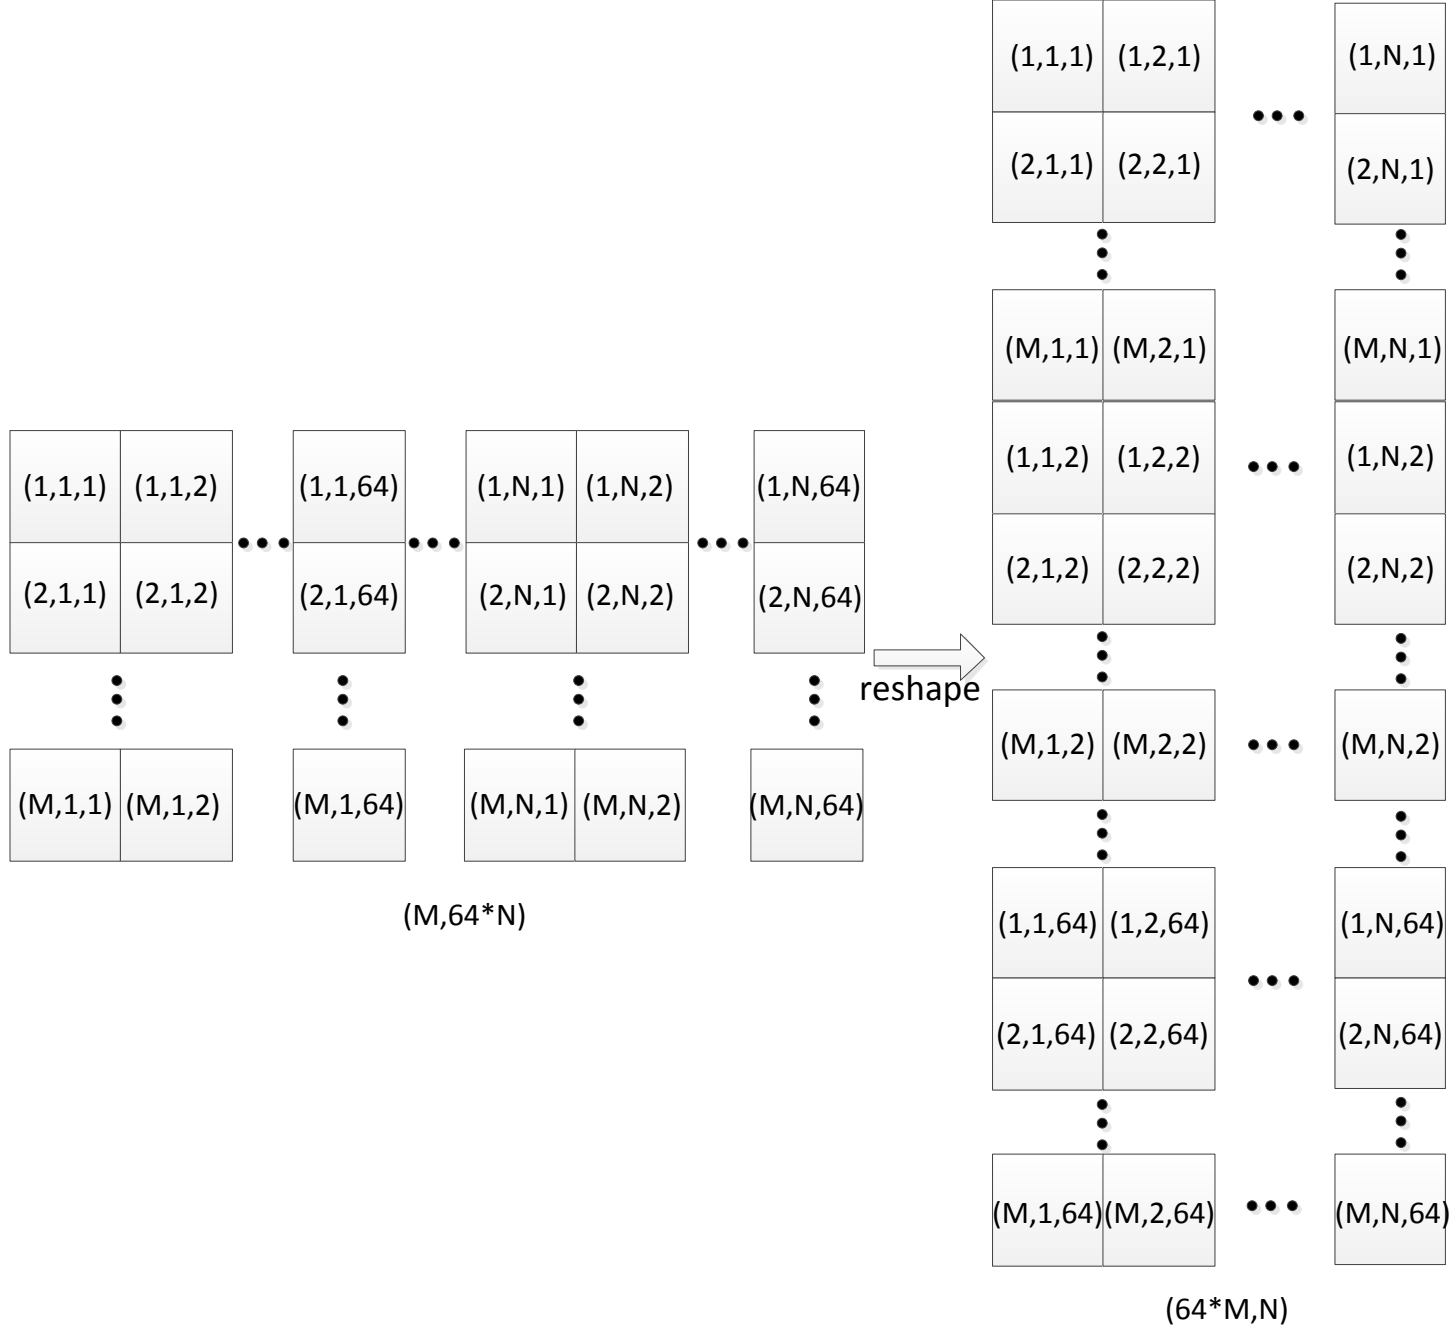 (1,1,1) (1,1,2) (1,1,64) (1,N,1) (1,N,2) (1,N,64)
(2,1,1) (2,1,2) (2,1,64) (2,N,1) (2,N,2) (2,N,64)
(M,1,1) (M,1,2) (M,1,64) (M,N,1) (M,N,2) (M,N,64)
(M,64*N)
reshape
(1,1,1) (1,2,1) (1,N,1)
(2,1,1) (2,2,1) (2,N,1)
(M,1,1) (M,2,1) (M,N,1)
(1,1,2) (1,2,2) (1,N,2)
(2,1,2) (2,2,2) (2,N,2)
(M,1,2) (M,2,2) (M,N,2)
(1,1,64) (1,2,64) (1,N,64)
(2,1,64) (2,2,64) (2,N,64)
(M,1,64) (M,2,64) (M,N,64)
(64*M,N)